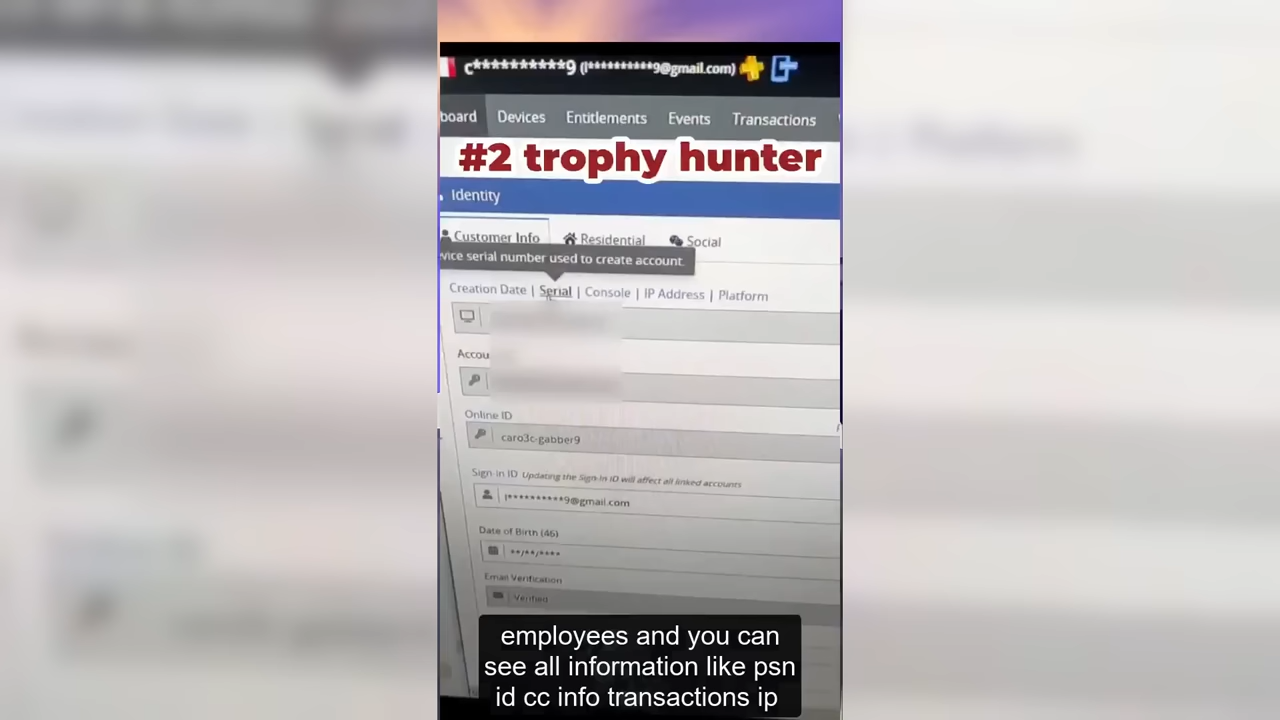 c**********9 (l**********9@gmail.com)
board Devices Entitlements Events Transactions
#2 trophy hunter
Identity
Customer Info Residential Social
vice serial number used to create account.
Creation Date | Serial | Console | IP Address | Platform
Accou
Online ID
caro3c-gabber9
Sign-in ID Updating the Sign-in ID will affect all linked accounts
l**********9@gmail.com
Date of Birth (46)
**/**/****
Email Verification
Verified
employees and you can
see all information like psn
id cc info transactions ip